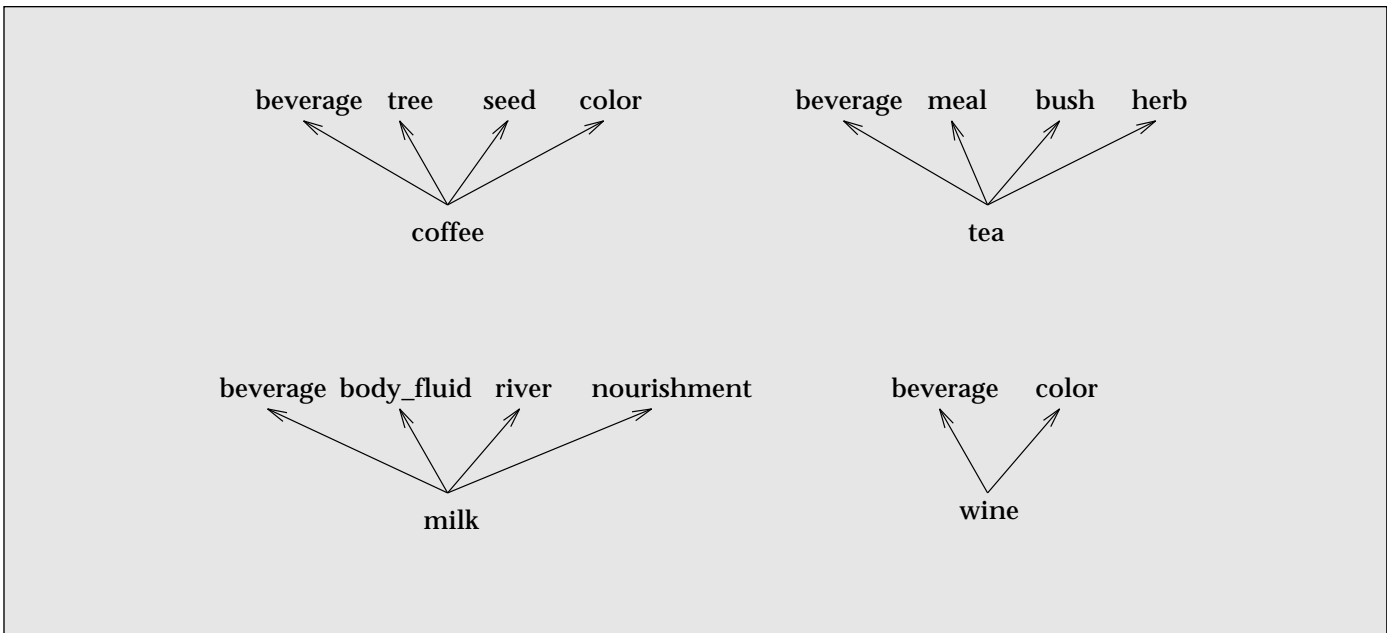 beverage tree seed color
beverage meal bush herb
coffee
tea
beverage body_fluid river nourishment
beverage color
milk
wine